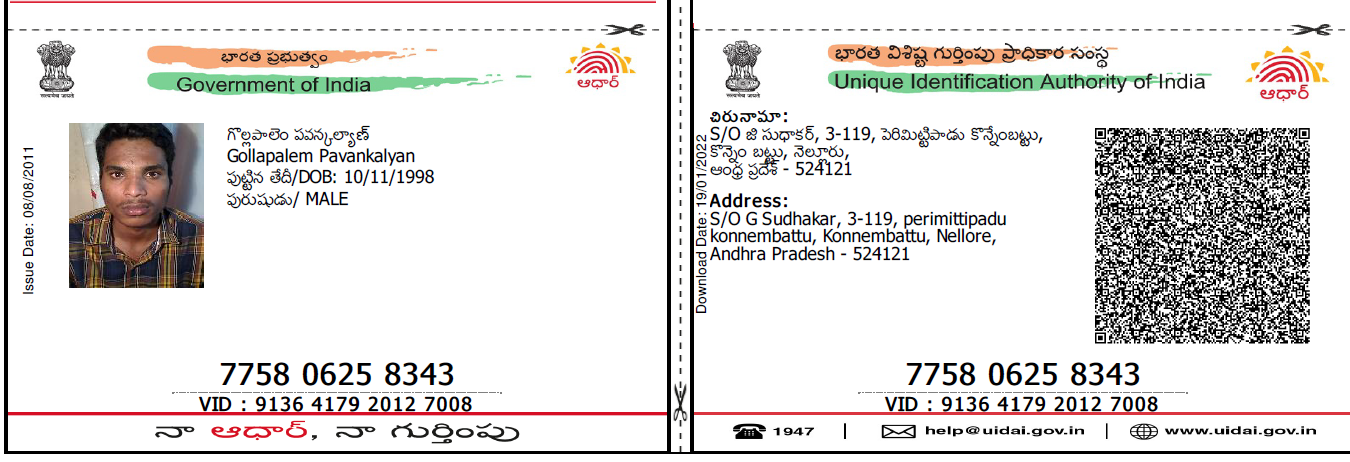 భారత ప్రభుత్వం
Government of India
ఆధార్
Issue Date: 08/08/2011
గొల్లపాలెం పవన్కల్యాణ్
Gollapalem Pavankalyan
పుట్టిన తేదీ/DOB: 10/11/1998
పురుషుడు/ MALE
7758 0625 8343
VID : 9136 4179 2012 7008
నా ఆధార్, నా గుర్తింపు
భారత విశిష్ట గుర్తింపు ప్రాధికార సంస్థ
Unique Identification Authority of India
ఆధార్
Download Date: 19/01/2022
చిరునామా:
S/O జి సుధాకర్, 3-119, పెరిమిట్టిపాడు కొన్నేంబట్టు,
కొన్నెం బట్టు, నెల్లూరు,
ఆంధ్ర ప్రదేశ్ - 524121
Address:
S/O G Sudhakar, 3-119, perimittipadu
konnembattu, Konnembattu, Nellore,
Andhra Pradesh - 524121
7758 0625 8343
VID : 9136 4179 2012 7008
1947 | help@uidai.gov.in | www.uidai.gov.in